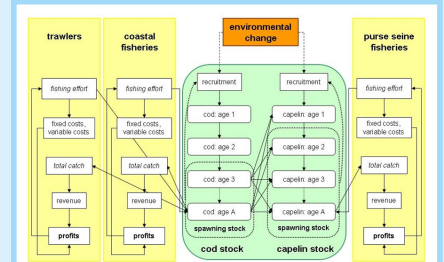 environmental
change
trawlers
coastal
fisheries
purse seine
fisheries
fishing effort
fishing effort
recruitment
recruitment
fishing effort
fixed costs,
variable costs
fixed costs,
variable costs
cod: age 1
capelin: age 1
fixed costs,
variable costs
total catch
total catch
cod: age 2
capelin: age 2
total catch
revenue
revenue
cod: age 3
capelin: age 3
revenue
profits
profits
cod: age A
capelin: age A
profits
spawning stock
spawning stock
cod stock
capelin stock